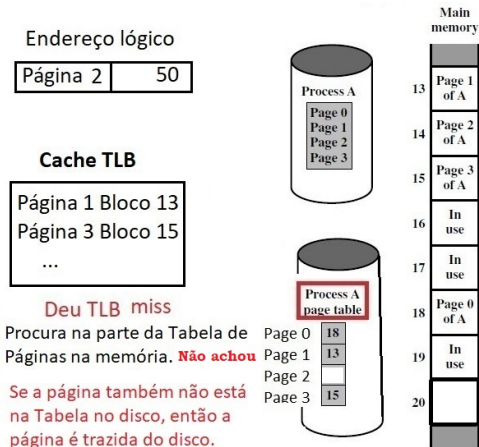 Endereço lógico
Página 2 50
Cache TLB
Página 1 Bloco 13
Página 3 Bloco 15
...
Deu TLB miss
Procura na parte da Tabela de
Páginas na memória. Não achou
Se a página também não está
na Tabela no disco, então a
página é trazida do disco.
Process A
Page 0
Page 1
Page 2
Page 3
Process A
page table
Page 0 18
Page 1 13
Page 2
Page 3 15
Main
memory
13 Page 1
of A
14 Page 2
of A
15 Page 3
of A
16 In
use
17 In
use
18 Page 0
of A
19 In
use
20